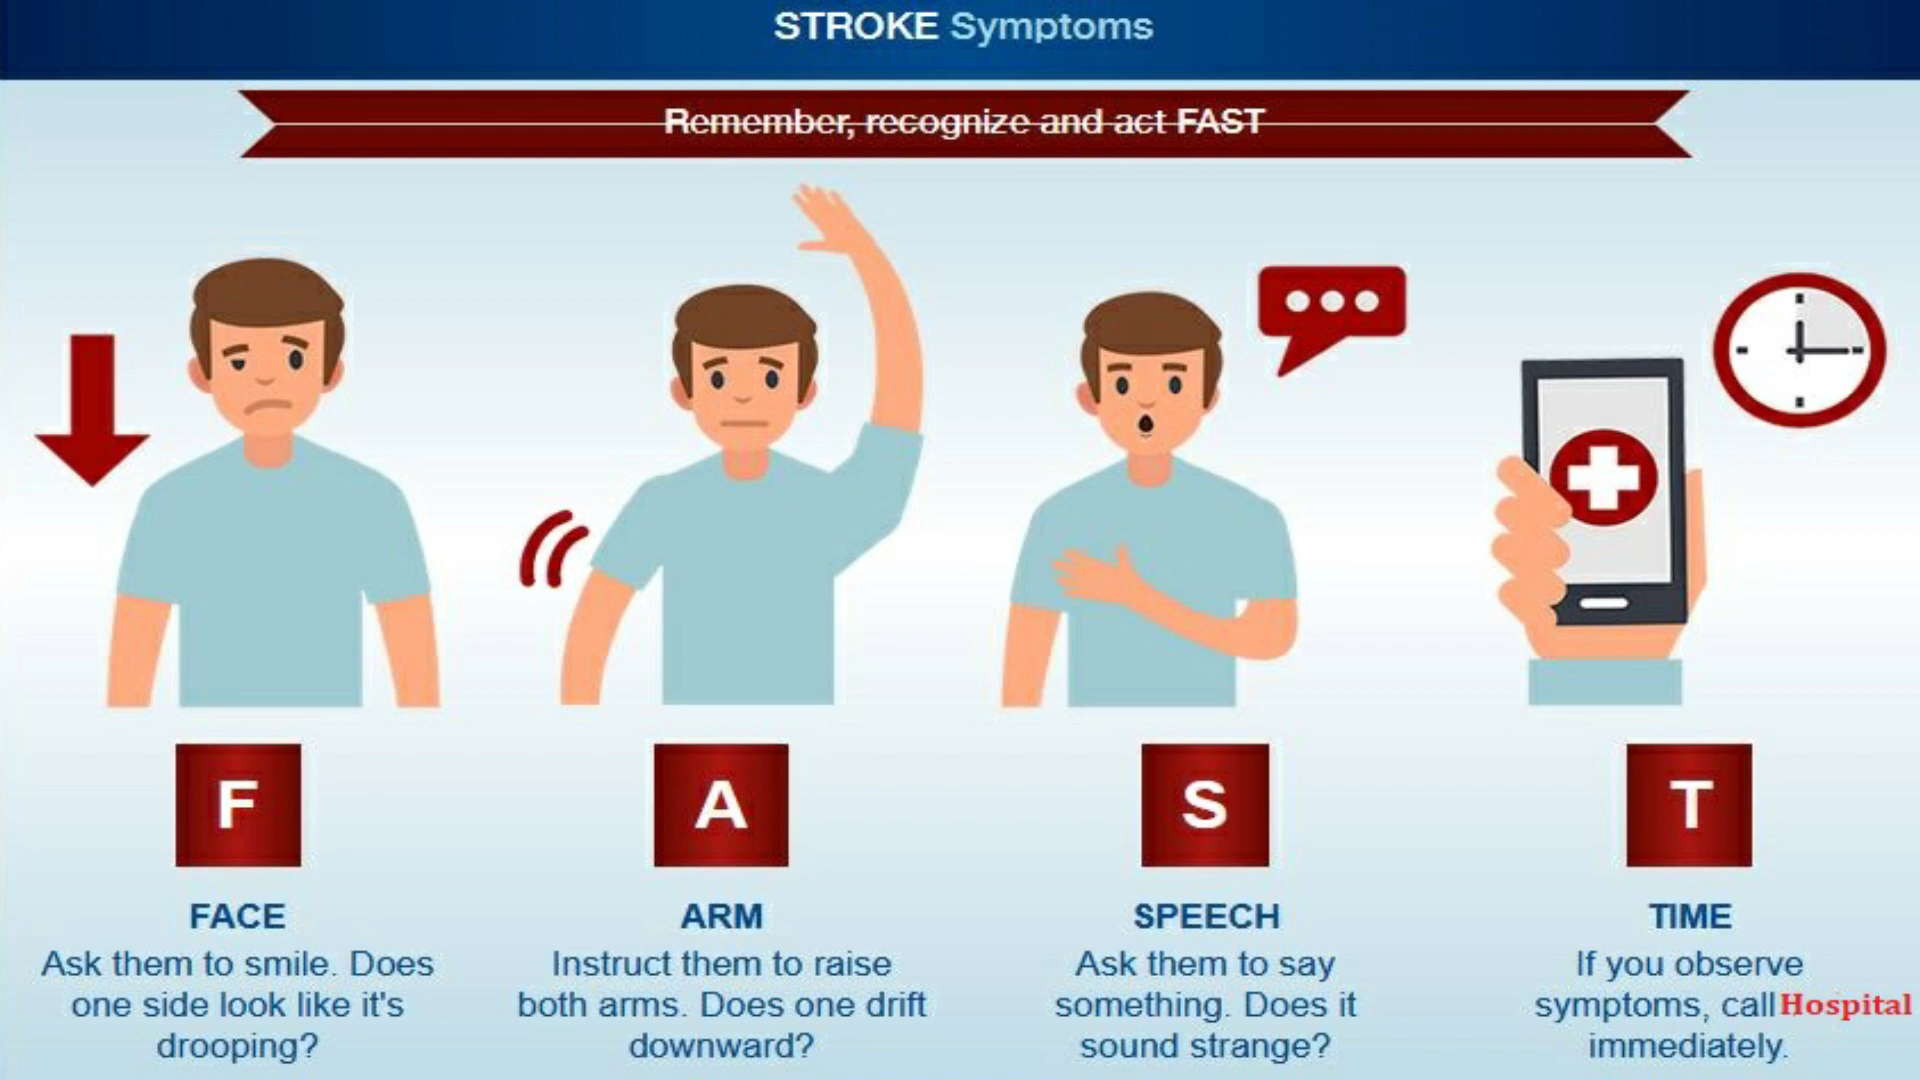 STROKE Symptoms
Remember, recognize and act FAST
F
A
S
T
FACE
Ask them to smile. Does
one side look like it's
drooping?
ARM
Instruct them to raise
both arms. Does one drift
downward?
SPEECH
Ask them to say
something. Does it
sound strange?
TIME
If you observe
symptoms, call Hospital
immediately.